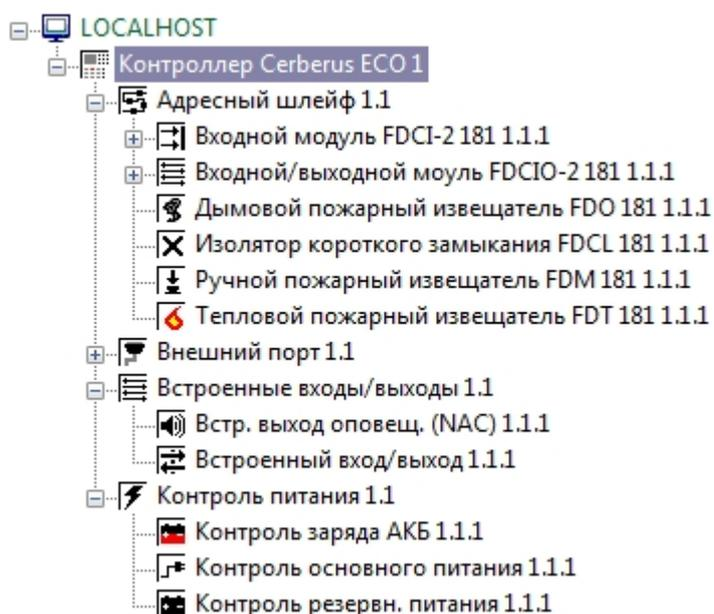 LOCALHOST
Контроллер Cerberus ECO 1
Адресный шлейф 1.1
Входной модуль FDCI-2 181 1.1.1
Входной/выходной моуль FDCIO-2 181 1.1.1
Дымовой пожарный извещатель FDO 181 1.1.1
Изолятор короткого замыкания FDCL 181 1.1.1
Ручной пожарный извещатель FDM 181 1.1.1
Тепловой пожарный извещатель FDT 181 1.1.1
Внешний порт 1.1
Встроенные входы/выходы 1.1
Встр. выход оповещ. (NAC) 1.1.1
Встроенный вход/выход 1.1.1
Контроль питания 1.1
Контроль заряда АКБ 1.1.1
Контроль основного питания 1.1.1
Контроль резервн. питания 1.1.1